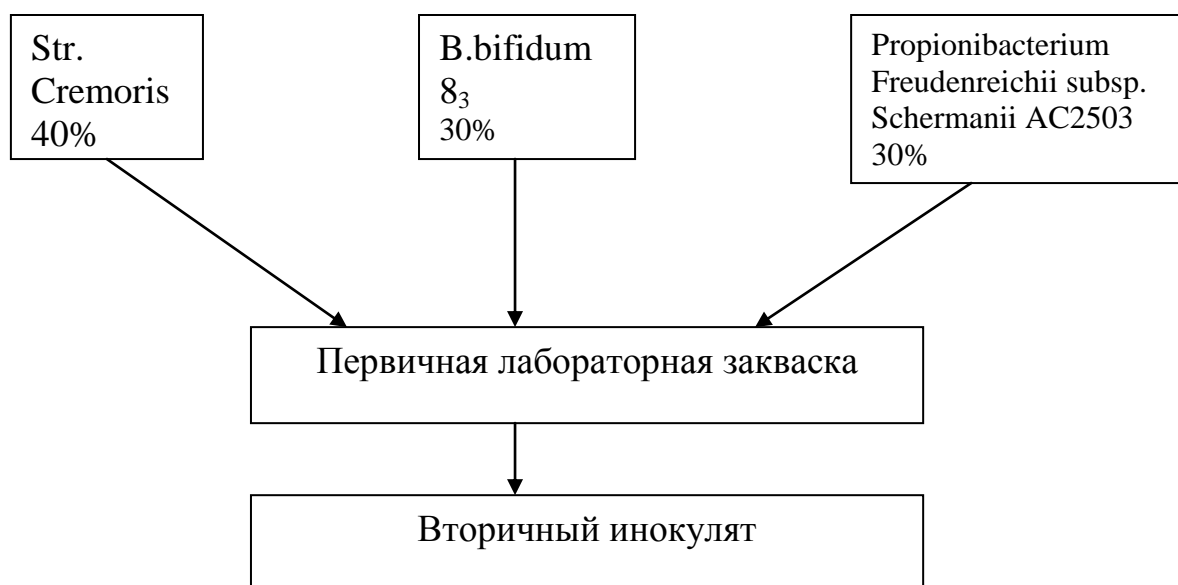 Str.
Cremoris
40%
B.bifidum
8₃
30%
Propionibacterium
Freudenreichii subsp.
Schermanii AC2503
30%
Первичная лабораторная закваска
Вторичный инокулят